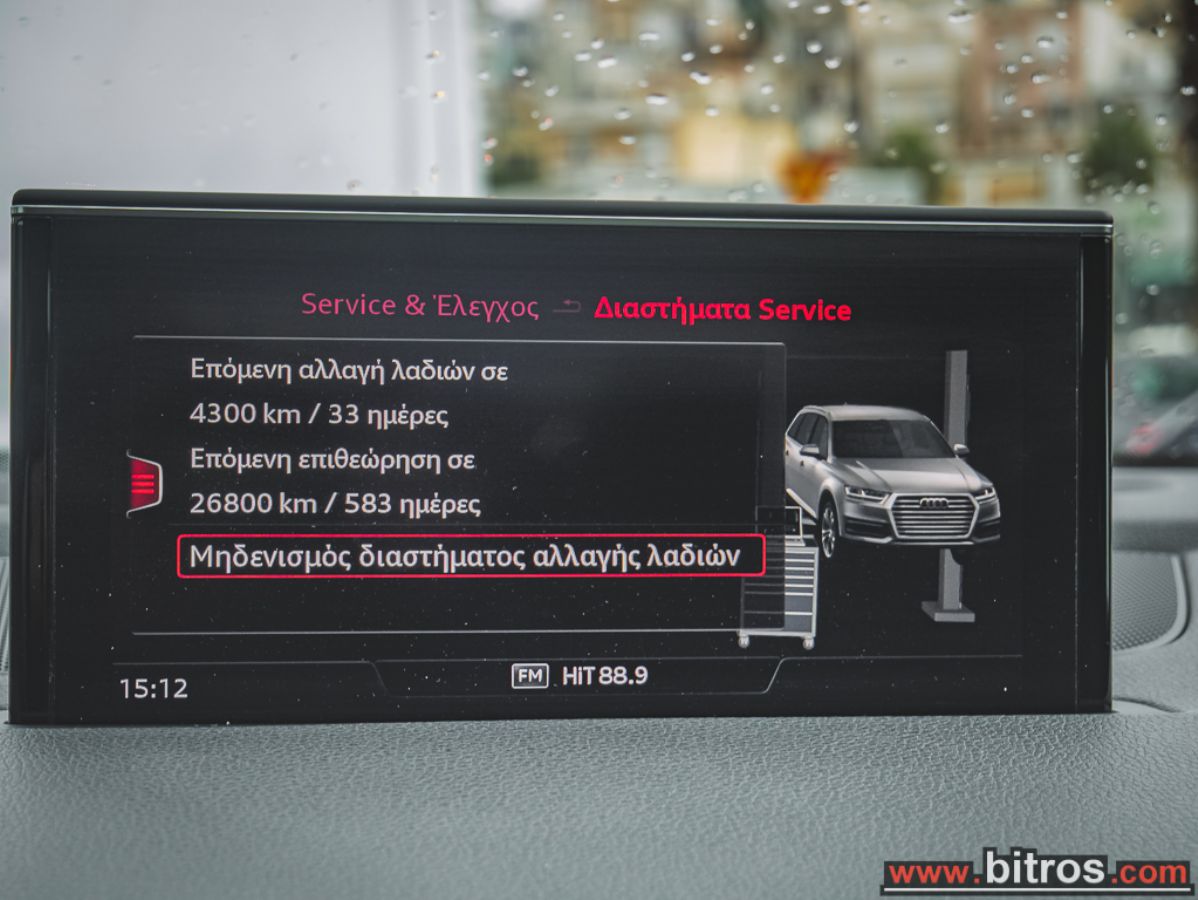 Service & Έλεγχος Διαστήματα Service
Επόμενη αλλαγή λαδιών σε
4300 km / 33 ημέρες
Επόμενη επιθεώρηση σε
26800 km / 583 ημέρες
Μηδενισμός διαστήματος αλλαγής λαδιών
15:12
FM HiT 88.9
www.bitros.com